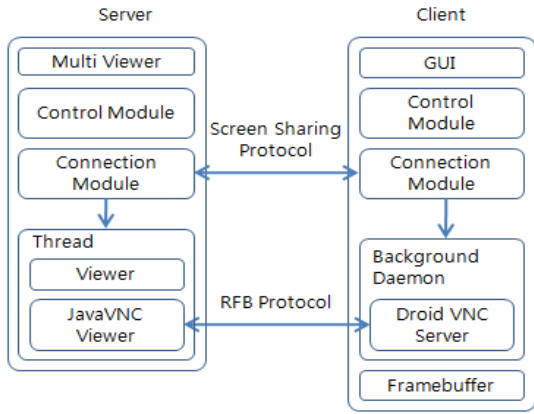 Server
Multi Viewer
Control Module
Connection
Module
Thread
Viewer
JavaVNC
Viewer
Screen Sharing
Protocol
RFB Protocol
Client
GUI
Control
Module
Connection
Module
Background
Daemon
Droid VNC
Server
Framebuffer